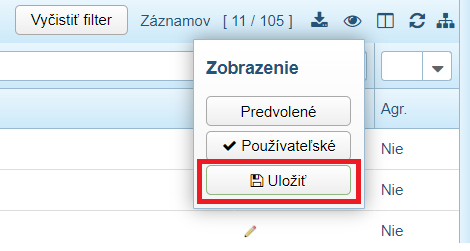 Vyčistiť filter Záznamov [ 11 / 105 ]
Zobrazenie
Predvolené
Používateľské
Uložiť
Agr.
Nie
Nie
Nie